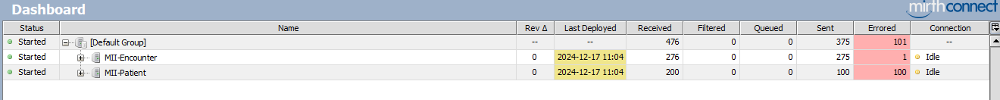 Dashboard
mirth connect
Status Name Rev Δ Last Deployed Received Filtered Queued Sent Errored Connection
Started [Default Group] -- -- 476 0 0 375 101 --
Started MII-Encounter 0 2024-12-17 11:04 276 0 0 275 1 Idle
Started MII-Patient 0 2024-12-17 11:04 200 0 0 100 100 Idle